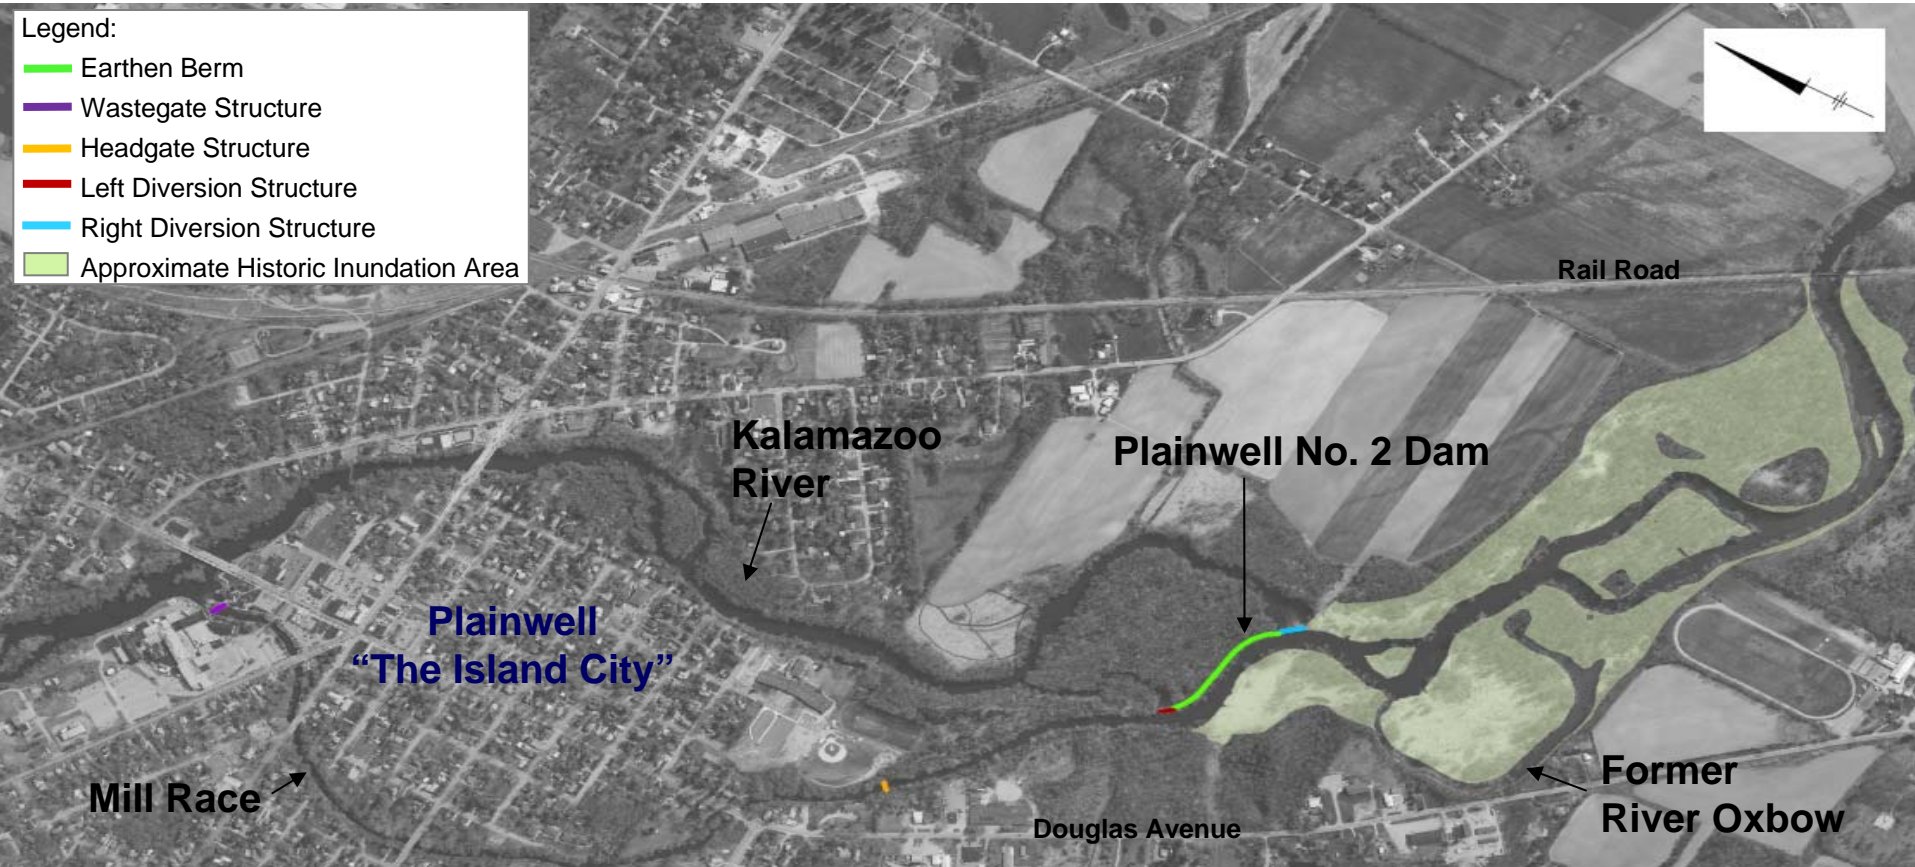 Legend:
Earthen Berm
Wastegate Structure
Headgate Structure
Left Diversion Structure
Right Diversion Structure
Approximate Historic Inundation Area
Rail Road
Kalamazoo
River
Plainwell No. 2 Dam
Plainwell
“The Island City”
Mill Race
Former
River Oxbow
Douglas Avenue